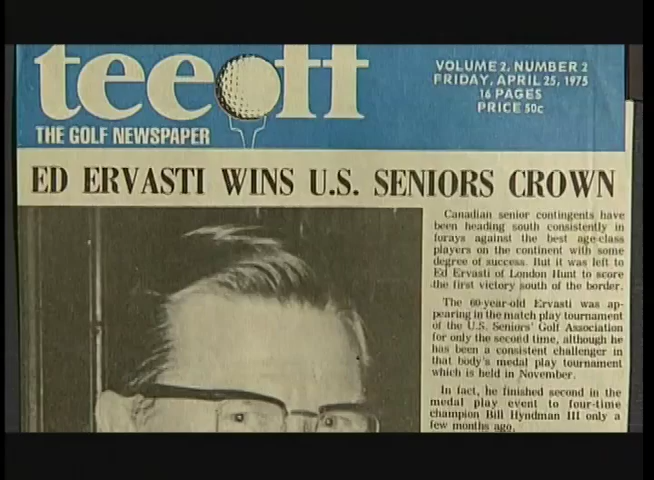 teeoff
THE GOLF NEWSPAPER
VOLUME 2, NUMBER 2
FRIDAY, APRIL 25, 1975
16 PAGES
PRICE 50c
ED ERVASTI WINS U.S. SENIORS CROWN
Canadian senior contingents have
been heading south consistently in
forays against the best age-class
players on the continent with some
degree of success. But it was left to
Ed Ervasti of London Hunt to score
the first victory south of the border.
The 60-year-old Ervasti was ap-
pearing in the match play tournament
of the U.S. Seniors' Golf Association
for only the second time, although he
has been a consistent challenger in
that body's medal play tournament
which is held in November.
In fact, he finished second in the
medal play event to four-time
champion Bill Hyndman III only a
few months ago.